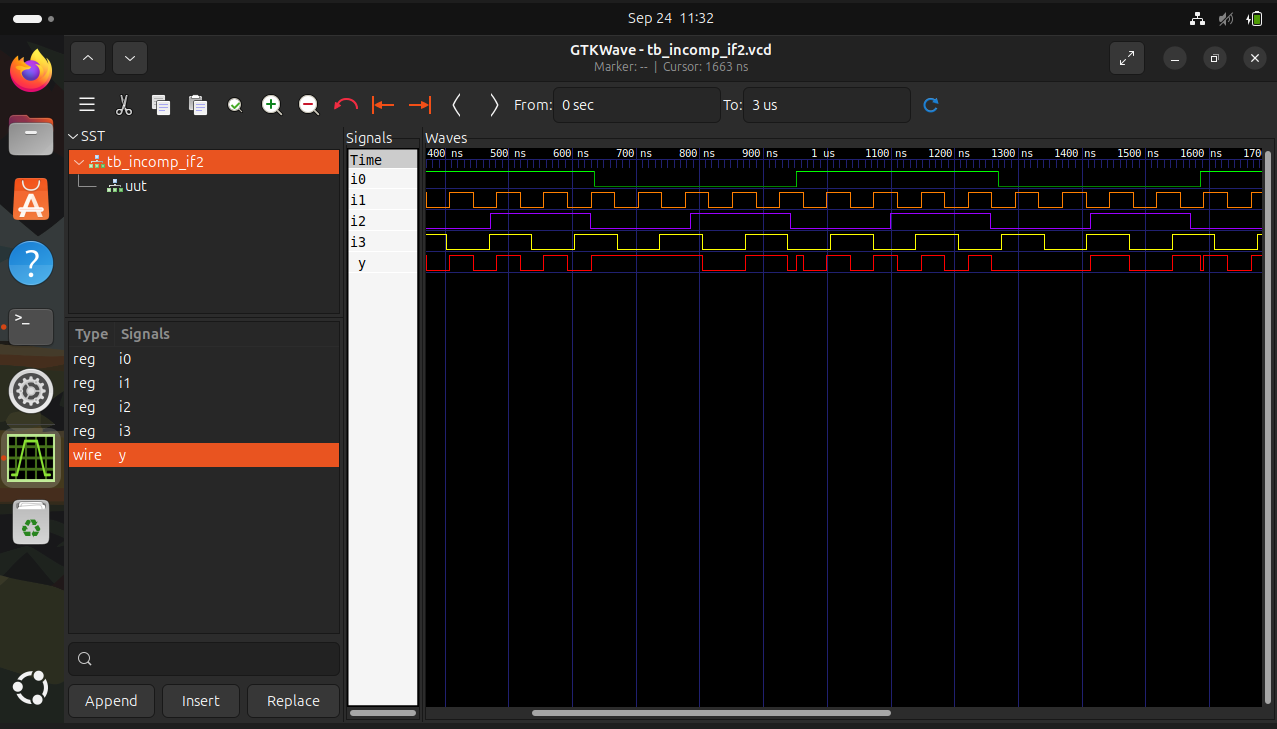 Sep 24 11:32
GTKWave - tb_incomp_if2.vcd
Marker: -- | Cursor: 1663 ns
From: 0 sec To: 3 us
SST
tb_incomp_if2
uut
Type Signals
reg i0
reg i1
reg i2
reg i3
wire y
Append Insert Replace
Signals
Time
i0
i1
i2
i3
y
Waves
400 ns 500 ns 600 ns 700 ns 800 ns 900 ns 1 us 1100 ns 1200 ns 1300 ns 1400 ns 1500 ns 1600 ns 1700
>_
?